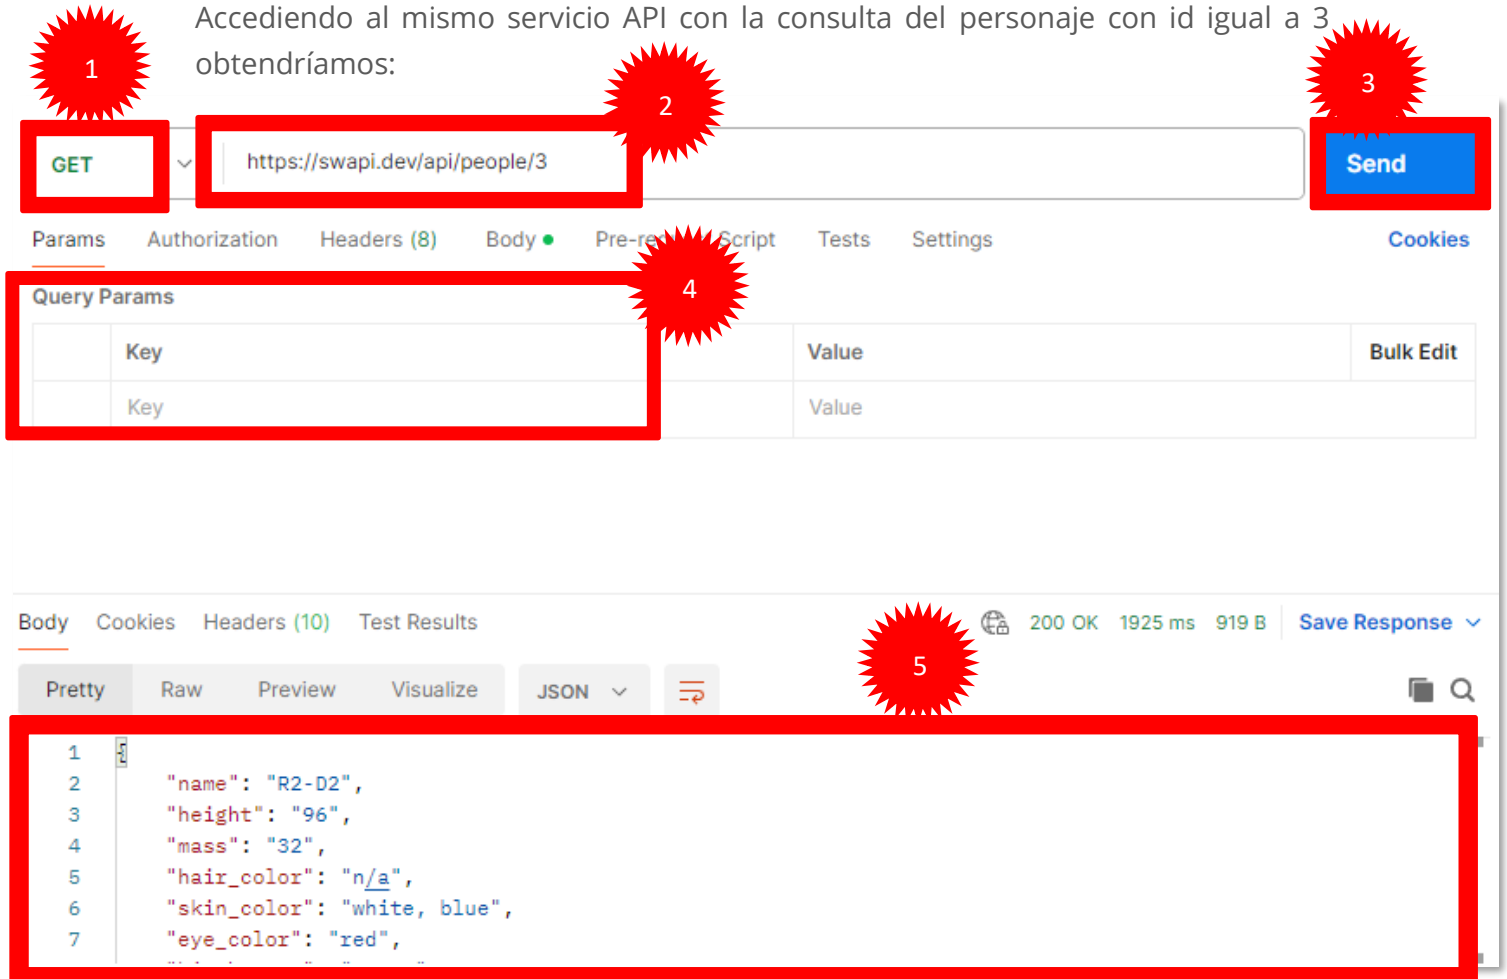 Accediendo al mismo servicio API con la consulta del personaje con id igual a 3
obtendríamos:
1
2
3
GET
https://swapi.dev/api/people/3
Send
Params Authorization Headers (8) Body Script Tests Settings Cookies
4
Query Params
Key Value Bulk Edit
Key Value
Body Cookies Headers (10) Test Results 200 OK 1925 ms 919 B Save Response
5
Pretty Raw Preview Visualize JSON
1 {
2 "name": "R2-D2",
3 "height": "96",
4 "mass": "32",
5 "hair_color": "n/a",
6 "skin_color": "white, blue",
7 "eye_color": "red",